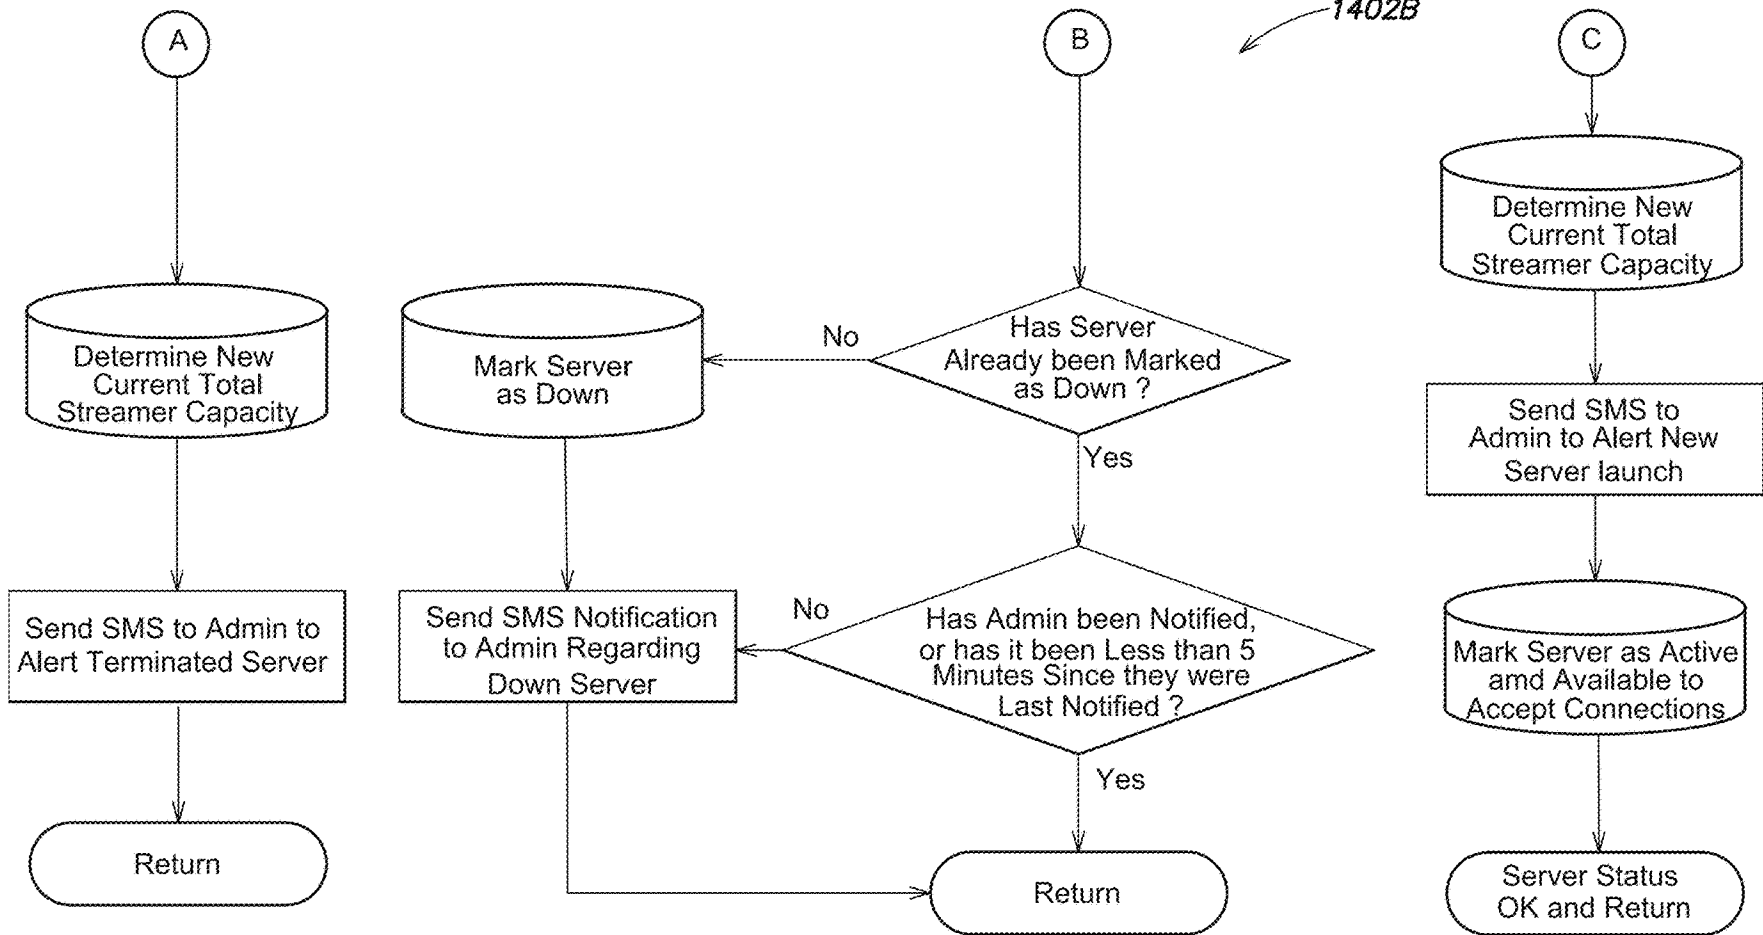 1402B
A
Determine New
Current Total
Streamer Capacity
Send SMS to Admin to
Alert Terminated Server
Return
B
Has Server
Already been Marked
as Down ?
No
Mark Server
as Down
Yes
Has Admin been Notified,
or has it been Less than 5
Minutes Since they were
Last Notified ?
No
Send SMS Notification
to Admin Regarding
Down Server
Yes
Return
C
Determine New
Current Total
Streamer Capacity
Send SMS to
Admin to Alert New
Server launch
Mark Server as Active
amd Available to
Accept Connections
Server Status
OK and Return